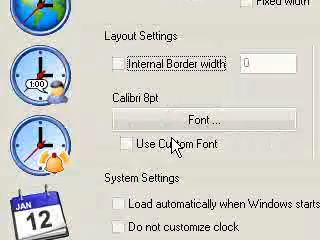 Fixed width
Layout Settings
Internal Border width
0
1:00
Calibri 8pt
Font ...
Use Custom Font
System Settings
JAN
12
Load automatically when Windows starts
Do not customize clock